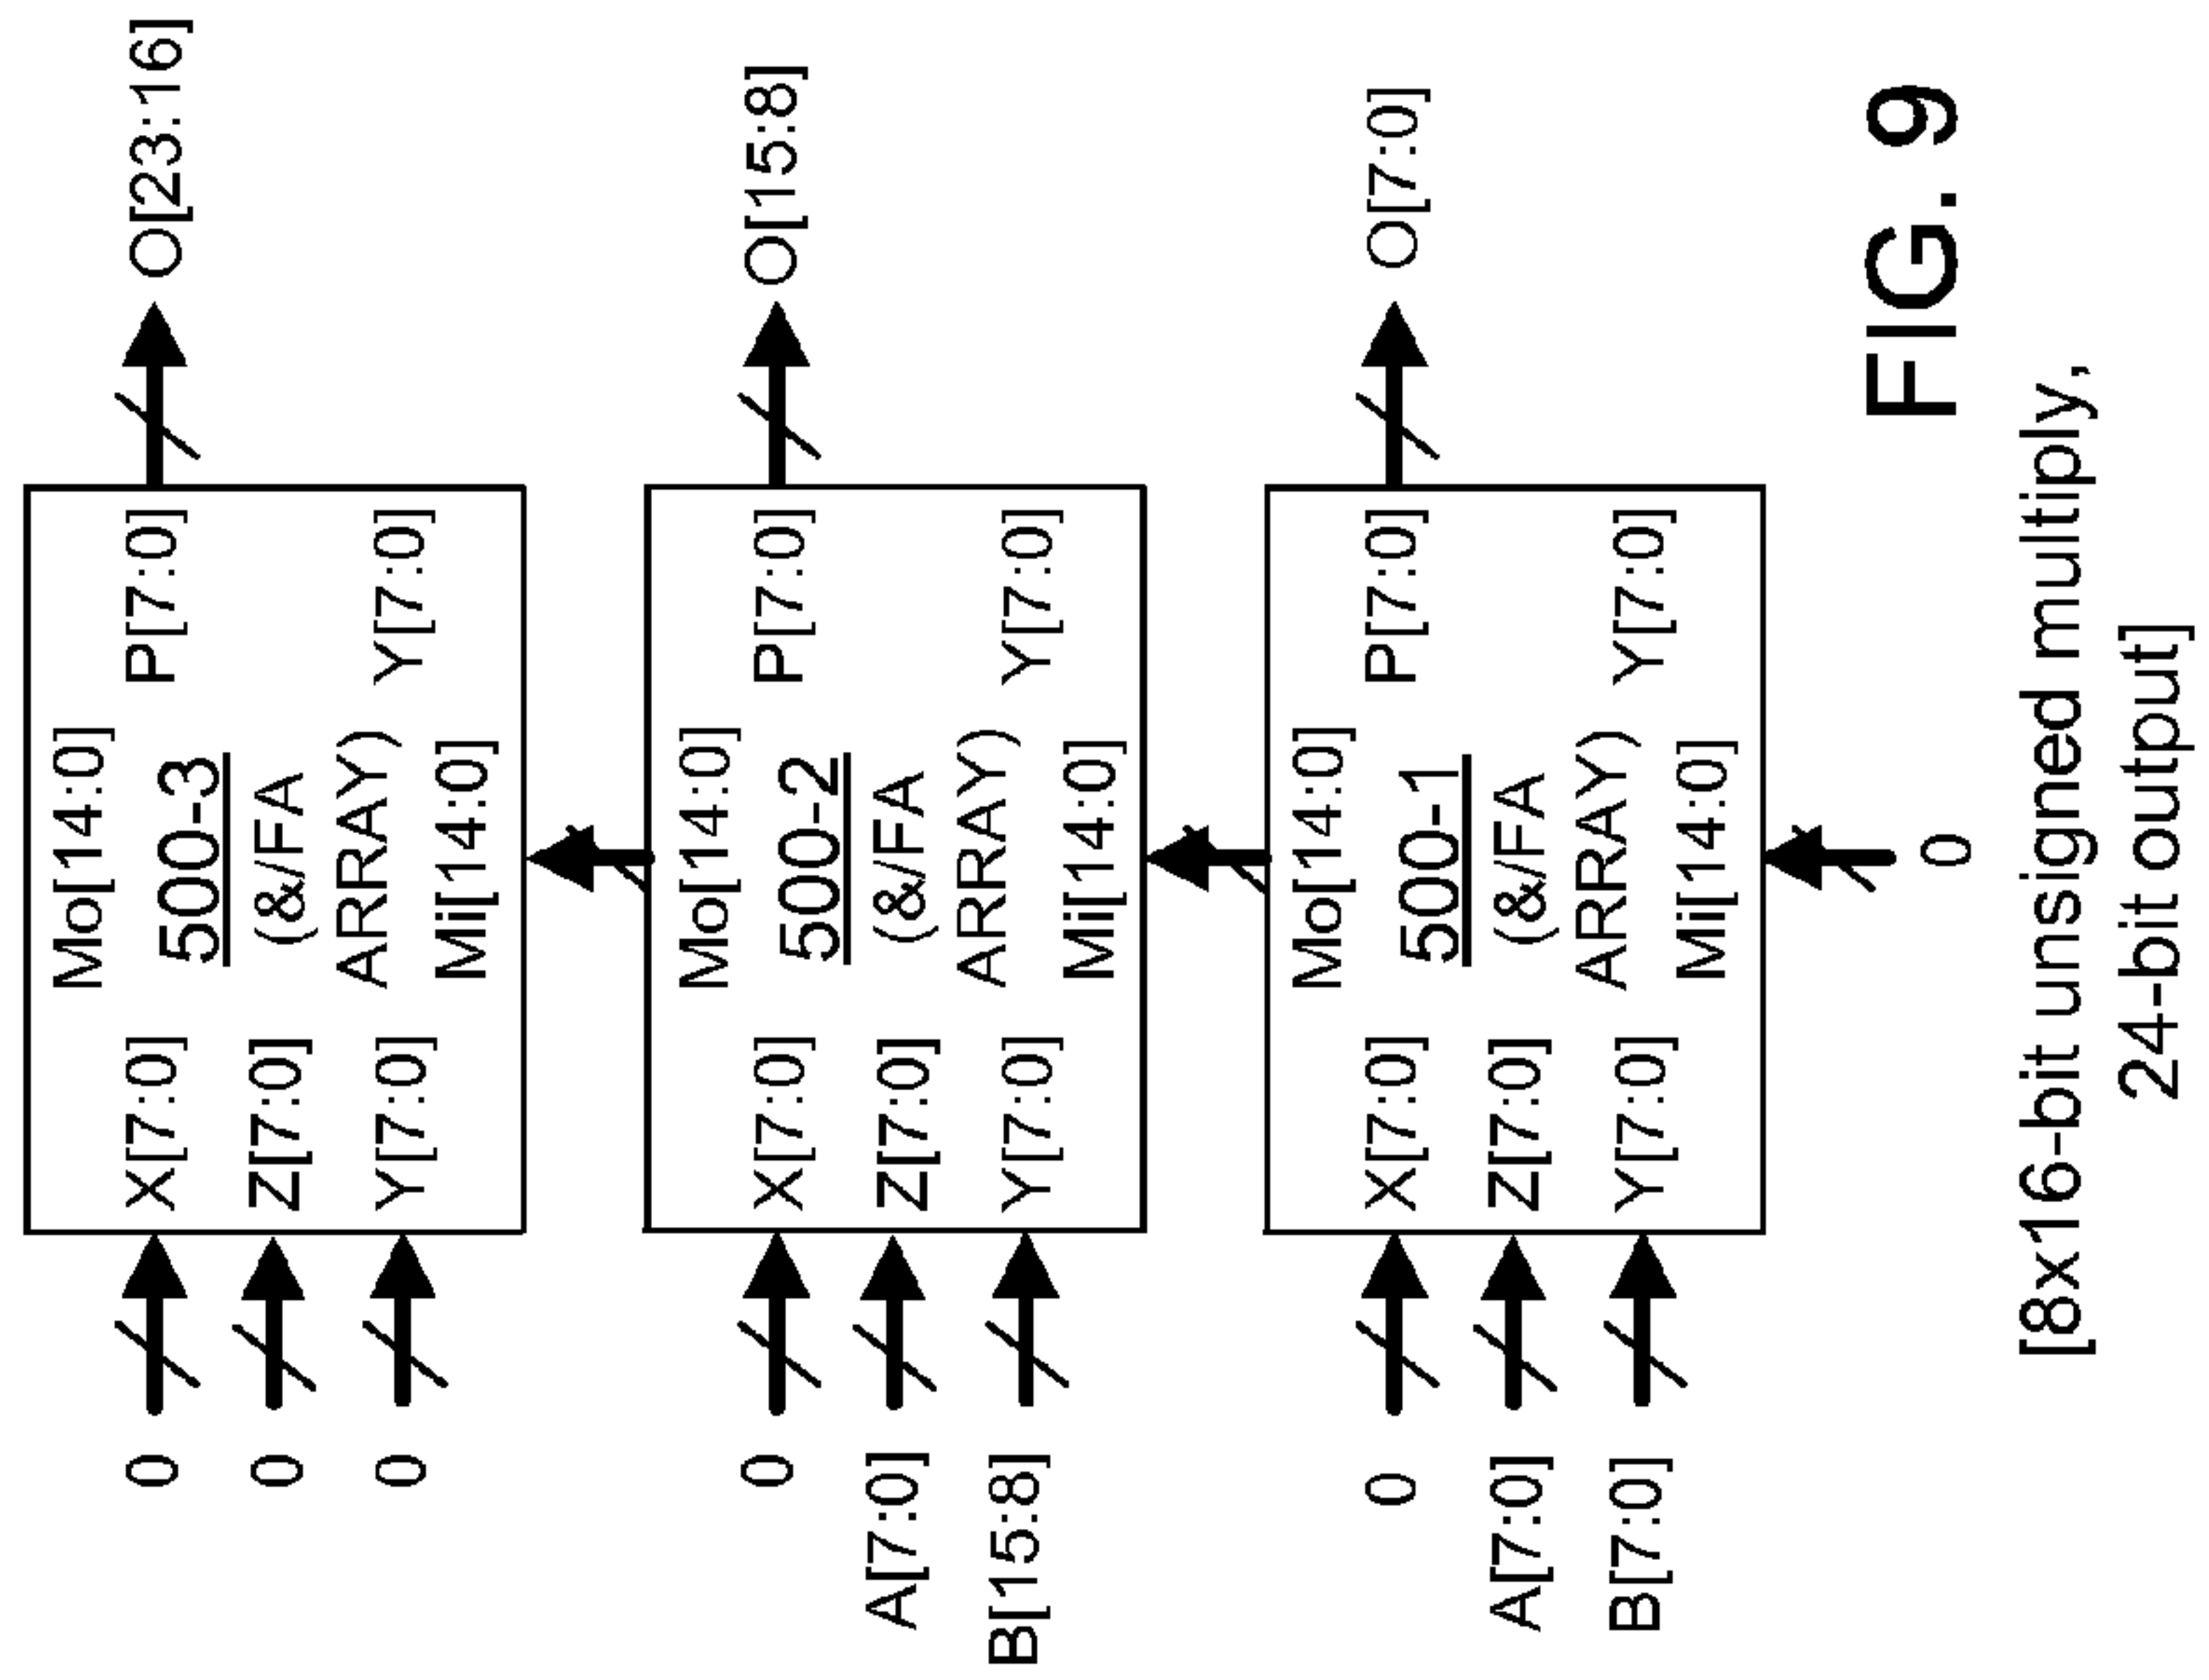 Mo[14:0]
0 X[7:0] P[7:0] O[23:16]
500-3
0 Z[7:0] (&/FA
ARRAY)
0 Y[7:0] Y[7:0]
Mi[14:0]
Mo[14:0]
0 X[7:0] P[7:0] O[15:8]
500-2
A[7:0] Z[7:0] (&/FA
ARRAY)
B[15:8] Y[7:0] Y[7:0]
Mi[14:0]
Mo[14:0]
0 X[7:0] P[7:0] O[7:0]
500-1
A[7:0] Z[7:0] (&/FA
ARRAY)
B[7:0] Y[7:0] Y[7:0]
Mi[14:0]
0
FIG. 9
[8x16-bit unsigned multiply,
24-bit output]